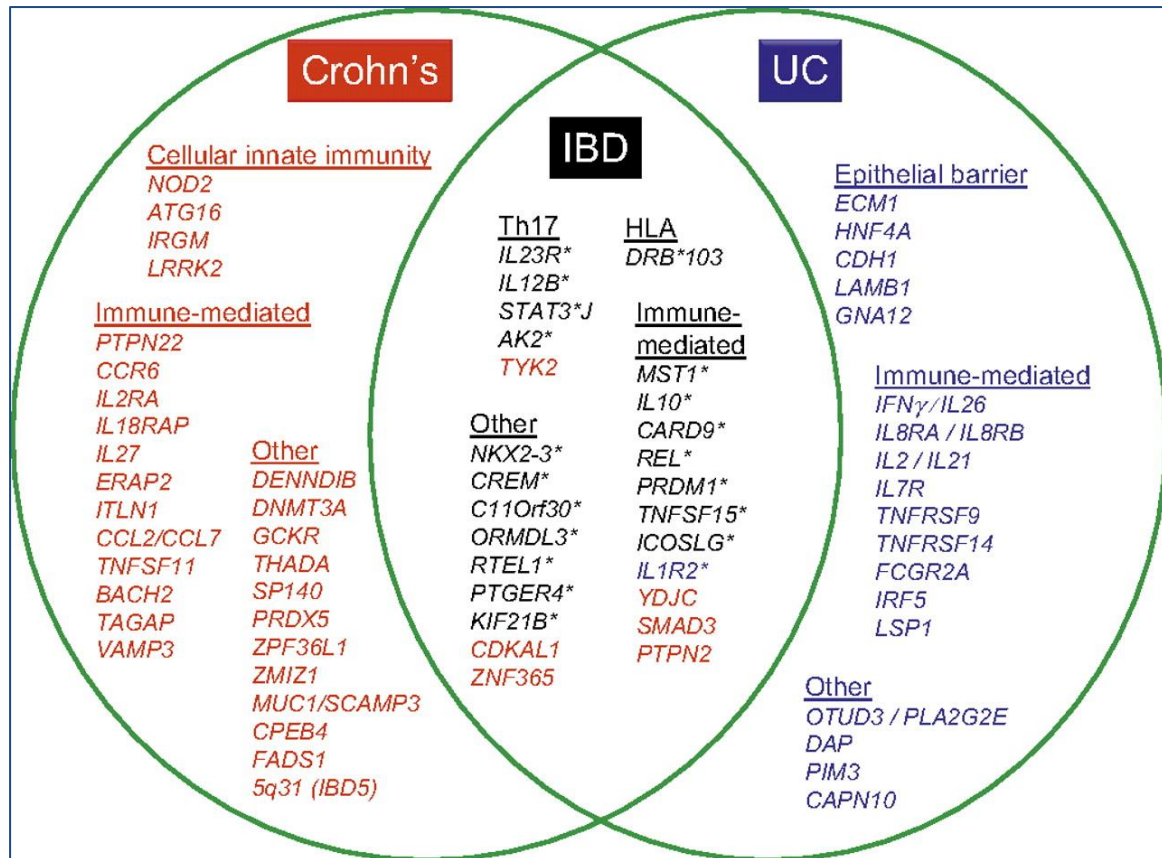 Crohn's
UC
IBD
Cellular innate immunity
NOD2
ATG16
IRGM
LRRK2
Immune-mediated
PTPN22
CCR6
IL2RA
IL18RAP
IL27
ERAP2
ITLN1
CCL2/CCL7
TNFSF11
BACH2
TAGAP
VAMP3
Other
DENNDIB
DNMT3A
GCKR
THADA
SP140
PRDX5
ZPF36L1
ZMIZ1
MUC1/SCAMP3
CPEB4
FADS1
5q31 (IBD5)
Th17
IL23R*
IL12B*
STAT3*J
AK2*
TYK2
Other
NKX2-3*
CREM*
C11Orf30*
ORMDL3*
RTEL1*
PTGER4*
KIF21B*
CDKAL1
ZNF365
HLA
DRB*103
Immune-
mediated
MST1*
IL10*
CARD9*
REL*
PRDM1*
TNFSF15*
ICOSLG*
IL1R2*
YDJC
SMAD3
PTPN2
Epithelial barrier
ECM1
HNF4A
CDH1
LAMB1
GNA12
Immune-mediated
IFNγ/IL26
IL8RA / IL8RB
IL2 / IL21
IL7R
TNFRSF9
TNFRSF14
FCGR2A
IRF5
LSP1
Other
OTUD3 / PLA2G2E
DAP
PIM3
CAPN10